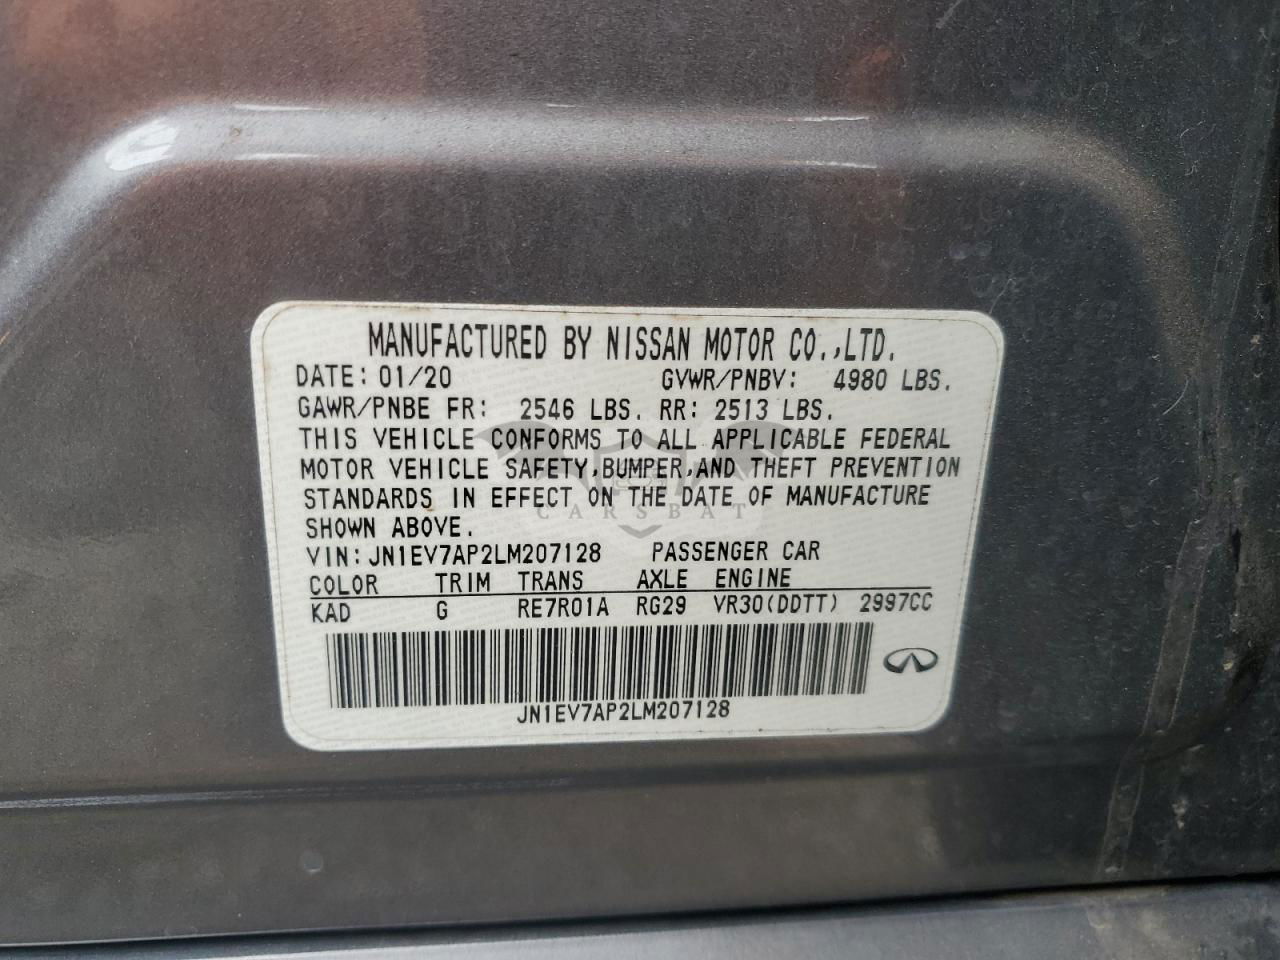 MANUFACTURED BY NISSAN MOTOR CO.,LTD.
DATE: 01/20 GVWR/PNBV: 4980 LBS.
GAWR/PNBE FR: 2546 LBS. RR: 2513 LBS.
THIS VEHICLE CONFORMS TO ALL APPLICABLE FEDERAL
MOTOR VEHICLE SAFETY,BUMPER,AND THEFT PREVENTION
STANDARDS IN EFFECT ON THE DATE OF MANUFACTURE
CARSBAT
SHOWN ABOVE.
VIN: JN1EV7AP2LM207128 PASSENGER CAR
COLOR TRIM TRANS AXLE ENGINE
KAD G RE7R01A RG29 VR30(DDTT) 2997CC
JN1EV7AP2LM207128